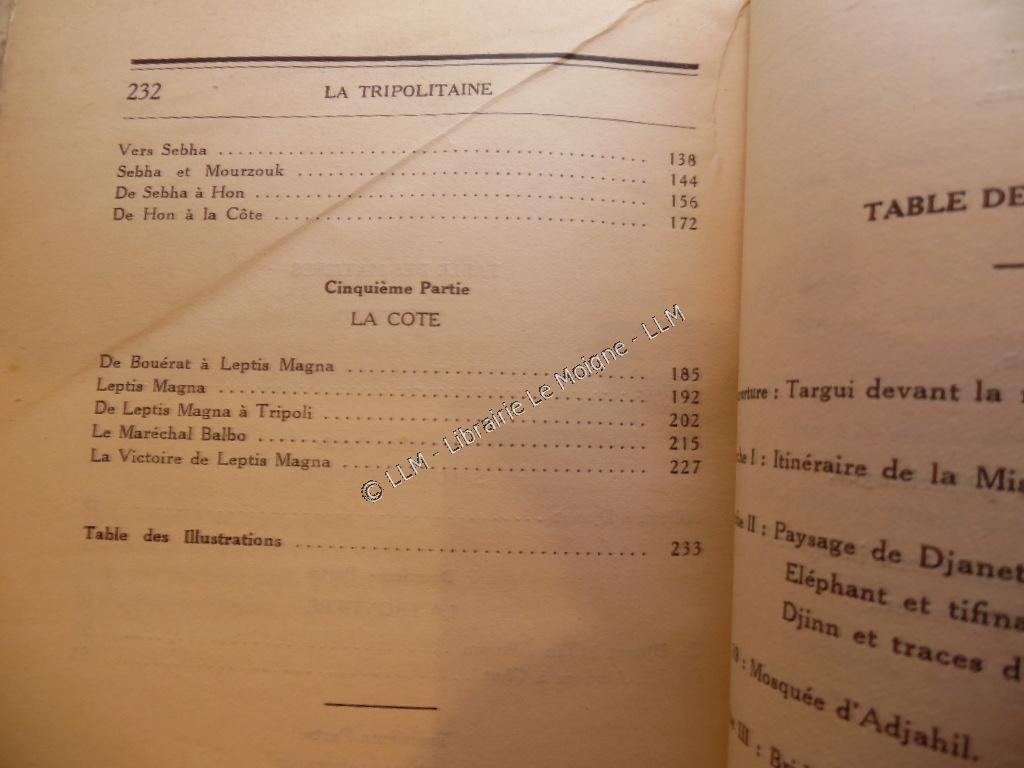 232 LA TRIPOLITAINE
Vers Sebha ........ 138
Sebha et Mourzouk ........ 144
De Sebha à Hon ........ 156
De Hon à la Côte ........ 172
Cinquième Partie
LA COTE
De Bouérat à Leptis Magna ........ 185
Leptis Magna ........ 192
De Leptis Magna à Tripoli ........ 202
Le Maréchal Balbo ........ 215
La Victoire de Leptis Magna ........ 227
Table des Illustrations ........ 233
© LLM - Librairie Le Moigne - LLM
TABLE DE
: Targui devant la
I : Itinéraire de la
II : Paysage de Djanet
Eléphant et
Djinn et traces
: Mosquée d'Adjahil.
III :